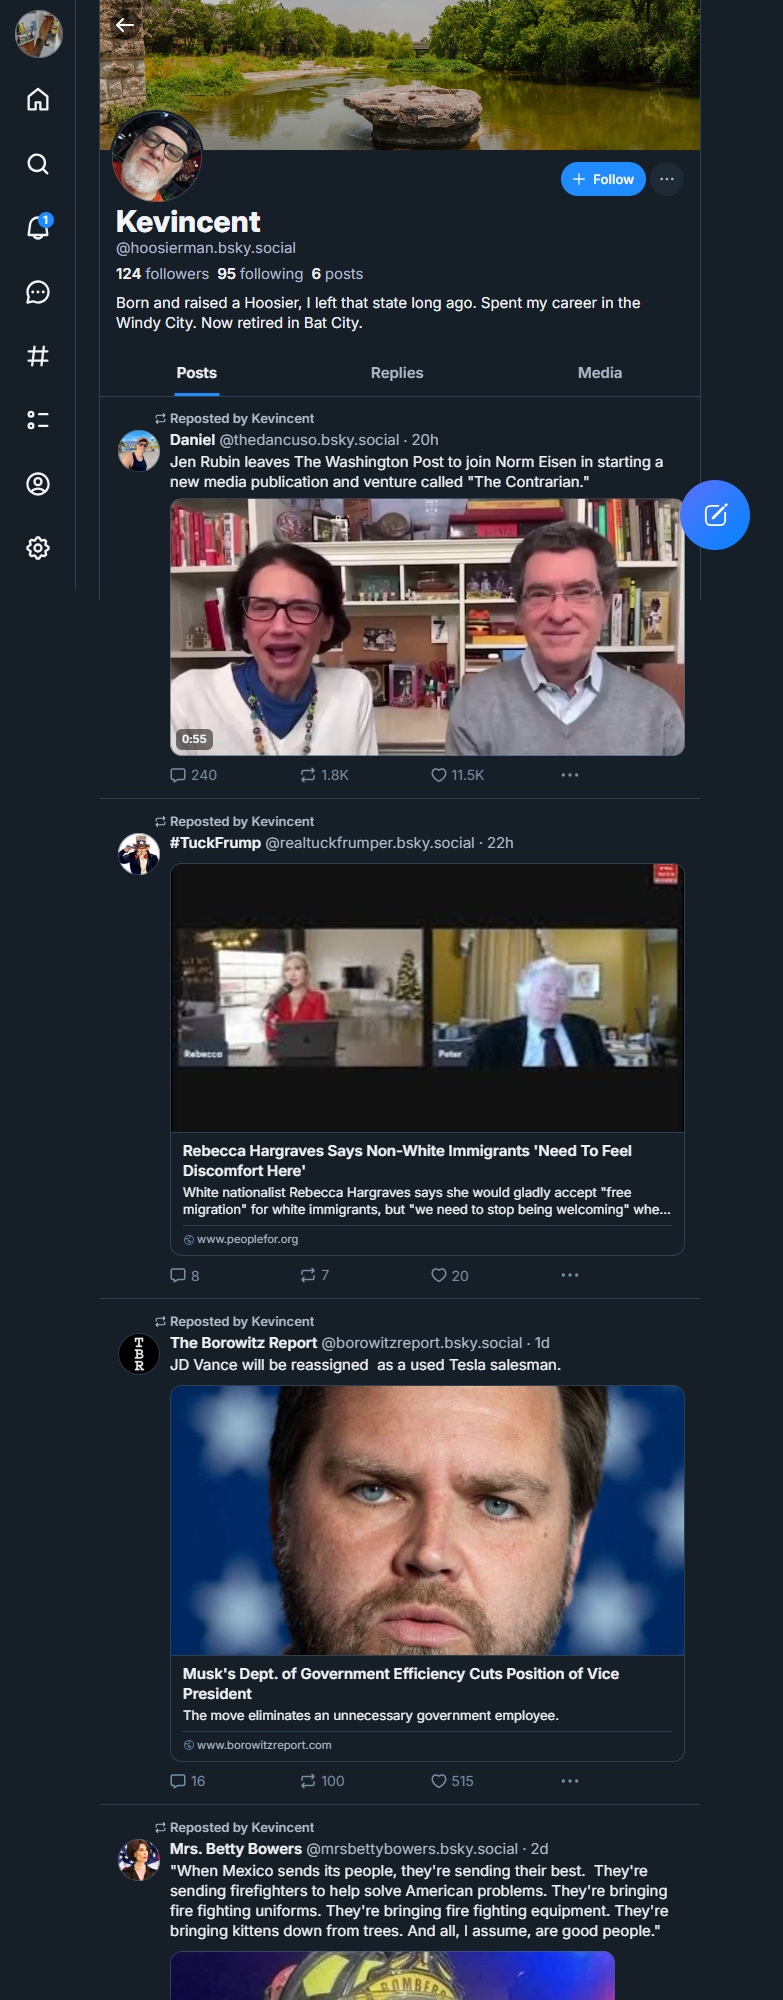 1
+ Follow
Kevincent
@hoosierman.bsky.social
124 followers 95 following 6 posts
Born and raised a Hoosier, I left that state long ago. Spent my career in the
Windy City. Now retired in Bat City.
Posts Replies Media
Reposted by Kevincent
Daniel @thedancuso.bsky.social · 20h
Jen Rubin leaves The Washington Post to join Norm Eisen in starting a
new media publication and venture called "The Contrarian."
7
0:55
240 1.8K 11.5K
Reposted by Kevincent
#TuckFrump @realtuckfrumper.bsky.social · 22h
Rebecca Peter
Rebecca Hargraves Says Non-White Immigrants 'Need To Feel
Discomfort Here'
White nationalist Rebecca Hargraves says she would gladly accept "free
migration" for white immigrants, but "we need to stop being welcoming" whe...
www.peoplefor.org
8 7 20
Reposted by Kevincent
TBR
The Borowitz Report @borowitzreport.bsky.social · 1d
JD Vance will be reassigned  as a used Tesla salesman.
Musk's Dept. of Government Efficiency Cuts Position of Vice
President
The move eliminates an unnecessary government employee.
www.borowitzreport.com
16 100 515
Reposted by Kevincent
Mrs. Betty Bowers @mrsbettybowers.bsky.social · 2d
"When Mexico sends its people, they're sending their best.  They're
sending firefighters to help solve American problems. They're bringing
fire fighting uniforms. They're bringing fire fighting equipment. They're
bringing kittens down from trees. And all, I assume, are good people."
BOMBERO